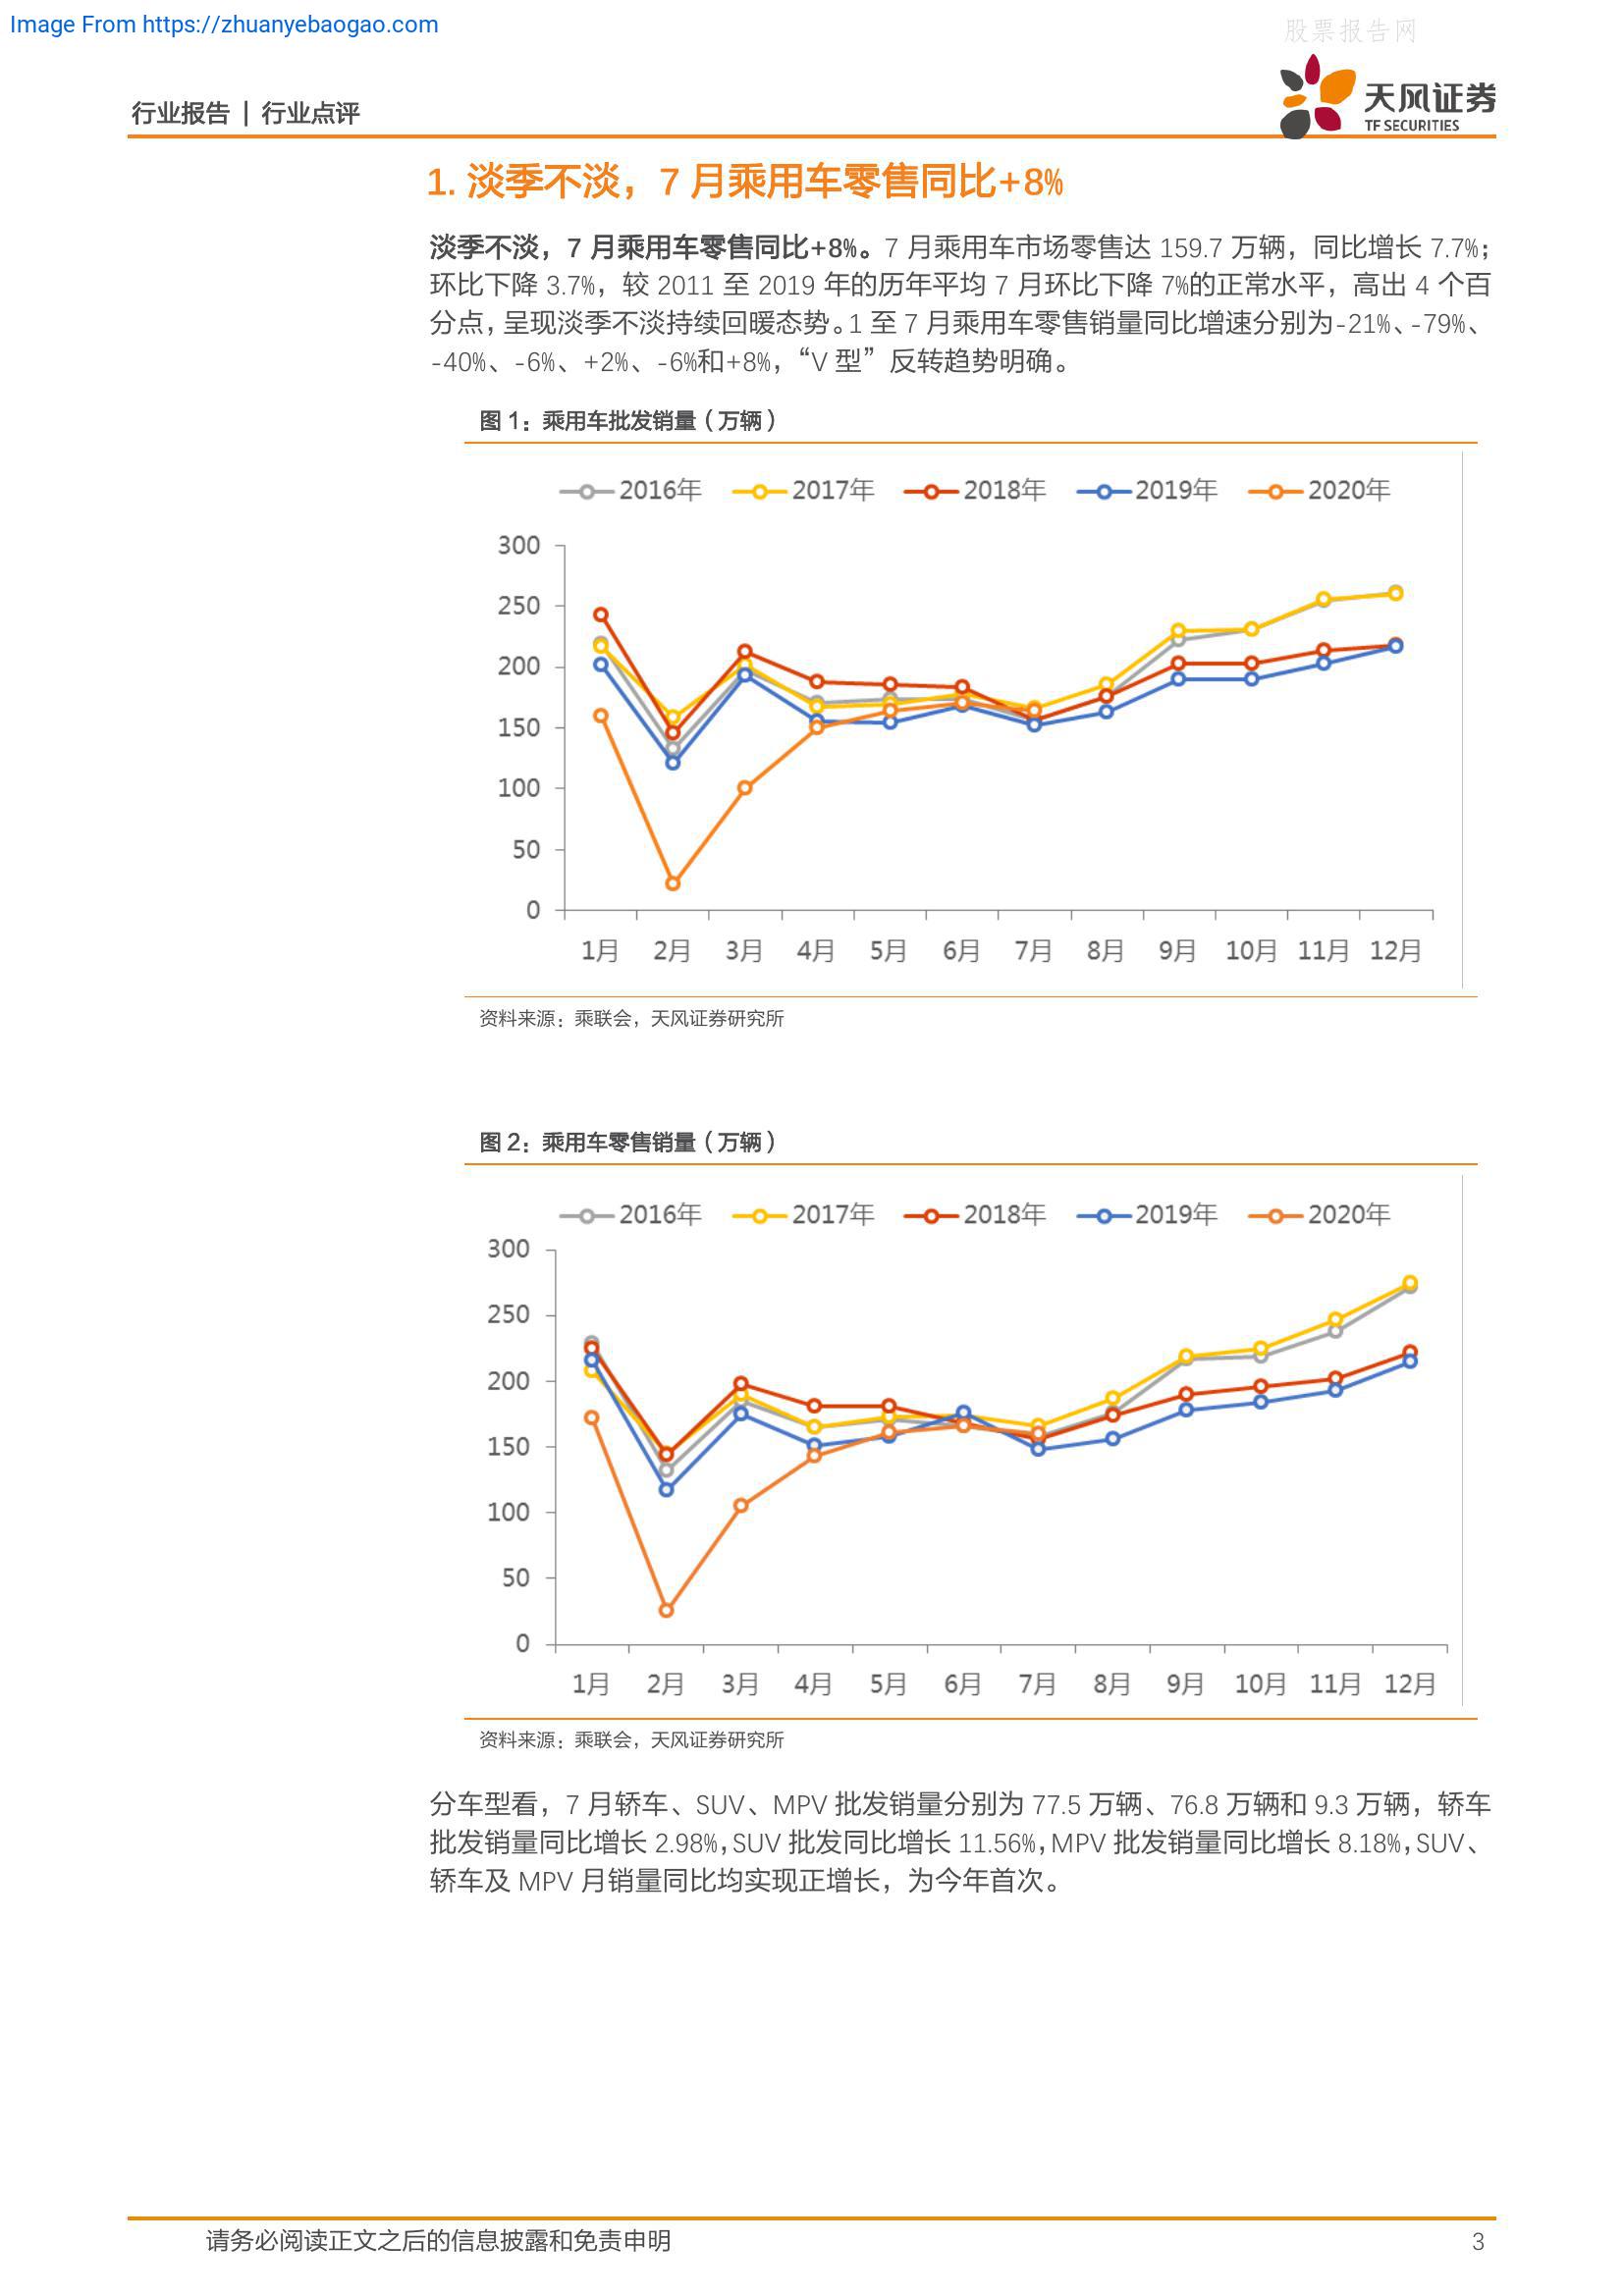 Image From https://zhuanyebaogao.com
股票报告网
天风证券
TF SECURITIES
行业报告 | 行业点评
1. 淡季不淡，7 月乘用车零售同比+8%
淡季不淡，7 月乘用车零售同比+8%。7 月乘用车市场零售达 159.7 万辆，同比增长 7.7%；
环比下降 3.7%，较 2011 至 2019 年的历年平均 7 月环比下降 7%的正常水平，高出 4 个百
分点，呈现淡季不淡持续回暖态势。1 至 7 月乘用车零售销量同比增速分别为-21%、-79%、
-40%、-6%、+2%、-6%和+8%，“V 型”反转趋势明确。
图 1：乘用车批发销量（万辆）
2016年 2017年 2018年 2019年 2020年
300
250
200
150
100
50
0
1月 2月 3月 4月 5月 6月 7月 8月 9月 10月 11月 12月
资料来源：乘联会，天风证券研究所
图 2：乘用车零售销量（万辆）
2016年 2017年 2018年 2019年 2020年
300
250
200
150
100
50
0
1月 2月 3月 4月 5月 6月 7月 8月 9月 10月 11月 12月
资料来源：乘联会，天风证券研究所
分车型看，7 月轿车、SUV、MPV 批发销量分别为 77.5 万辆、76.8 万辆和 9.3 万辆，轿车
批发销量同比增长 2.98%，SUV 批发同比增长 11.56%，MPV 批发销量同比增长 8.18%，SUV、
轿车及 MPV 月销量同比均实现正增长，为今年首次。
请务必阅读正文之后的信息披露和免责申明
3